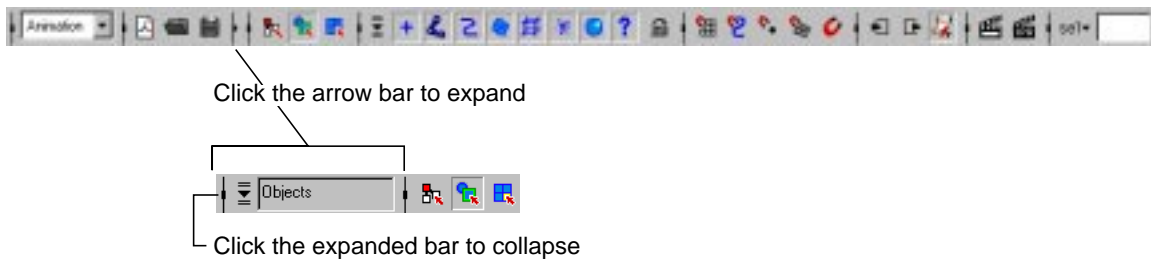 Animation
sel=
Click the arrow bar to expand
Objects
Click the expanded bar to collapse